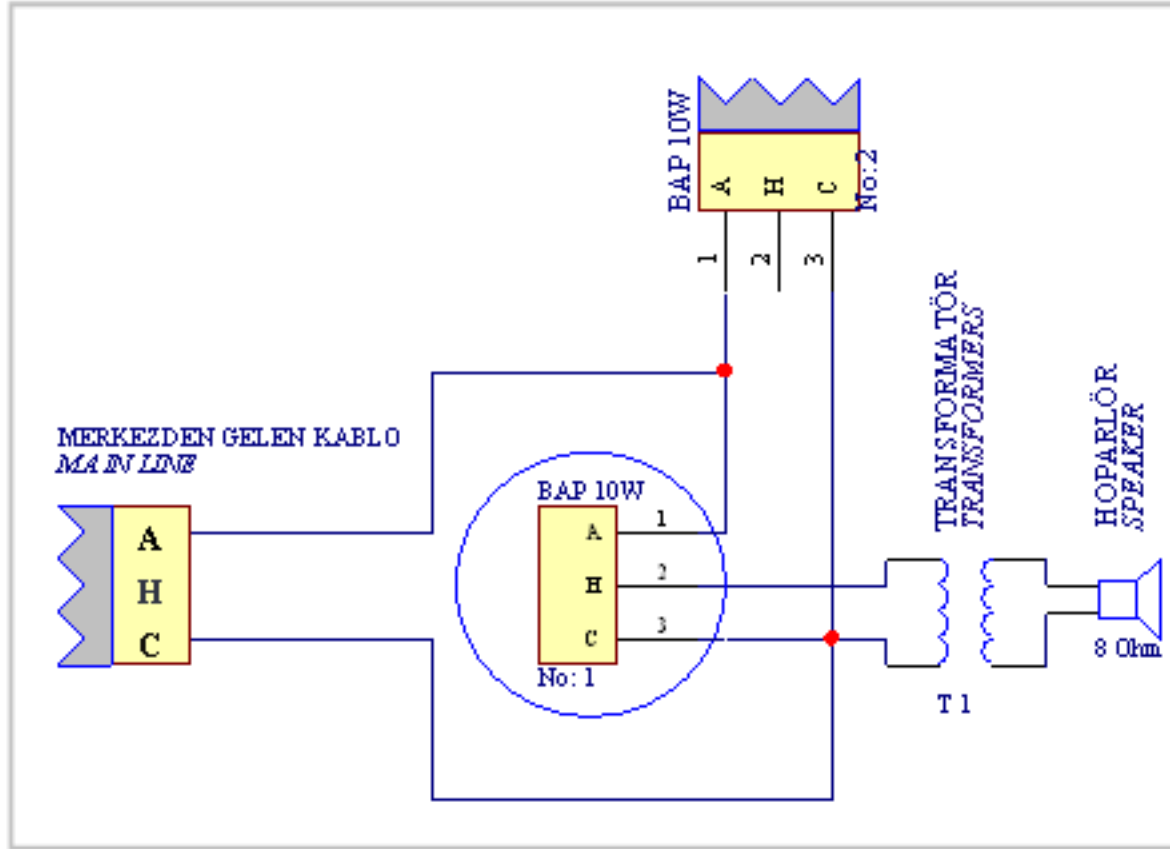 BAP 10W
A H C
No:2
1 2 3
TRANSFORMATÖR
TRANSFORMERS
HOPARLÖR
SPEAKER
MERKEZDEN GELEN KABLO
MAIN LINE
A
H
C
BAP 10W
A 1
H 2
C 3
No: 1
8 Ohm
T 1